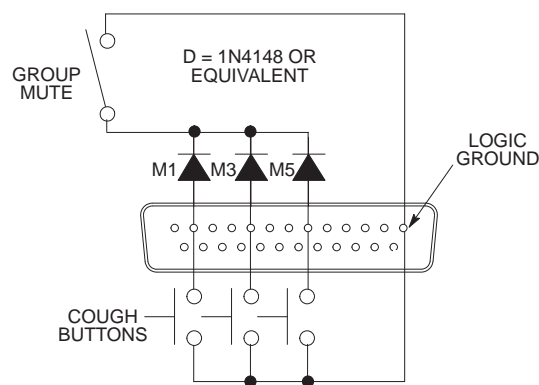 D = 1N4148 OR
EQUIVALENT
GROUP
MUTE
LOGIC
GROUND
M1
M3
M5
COUGH
BUTTONS